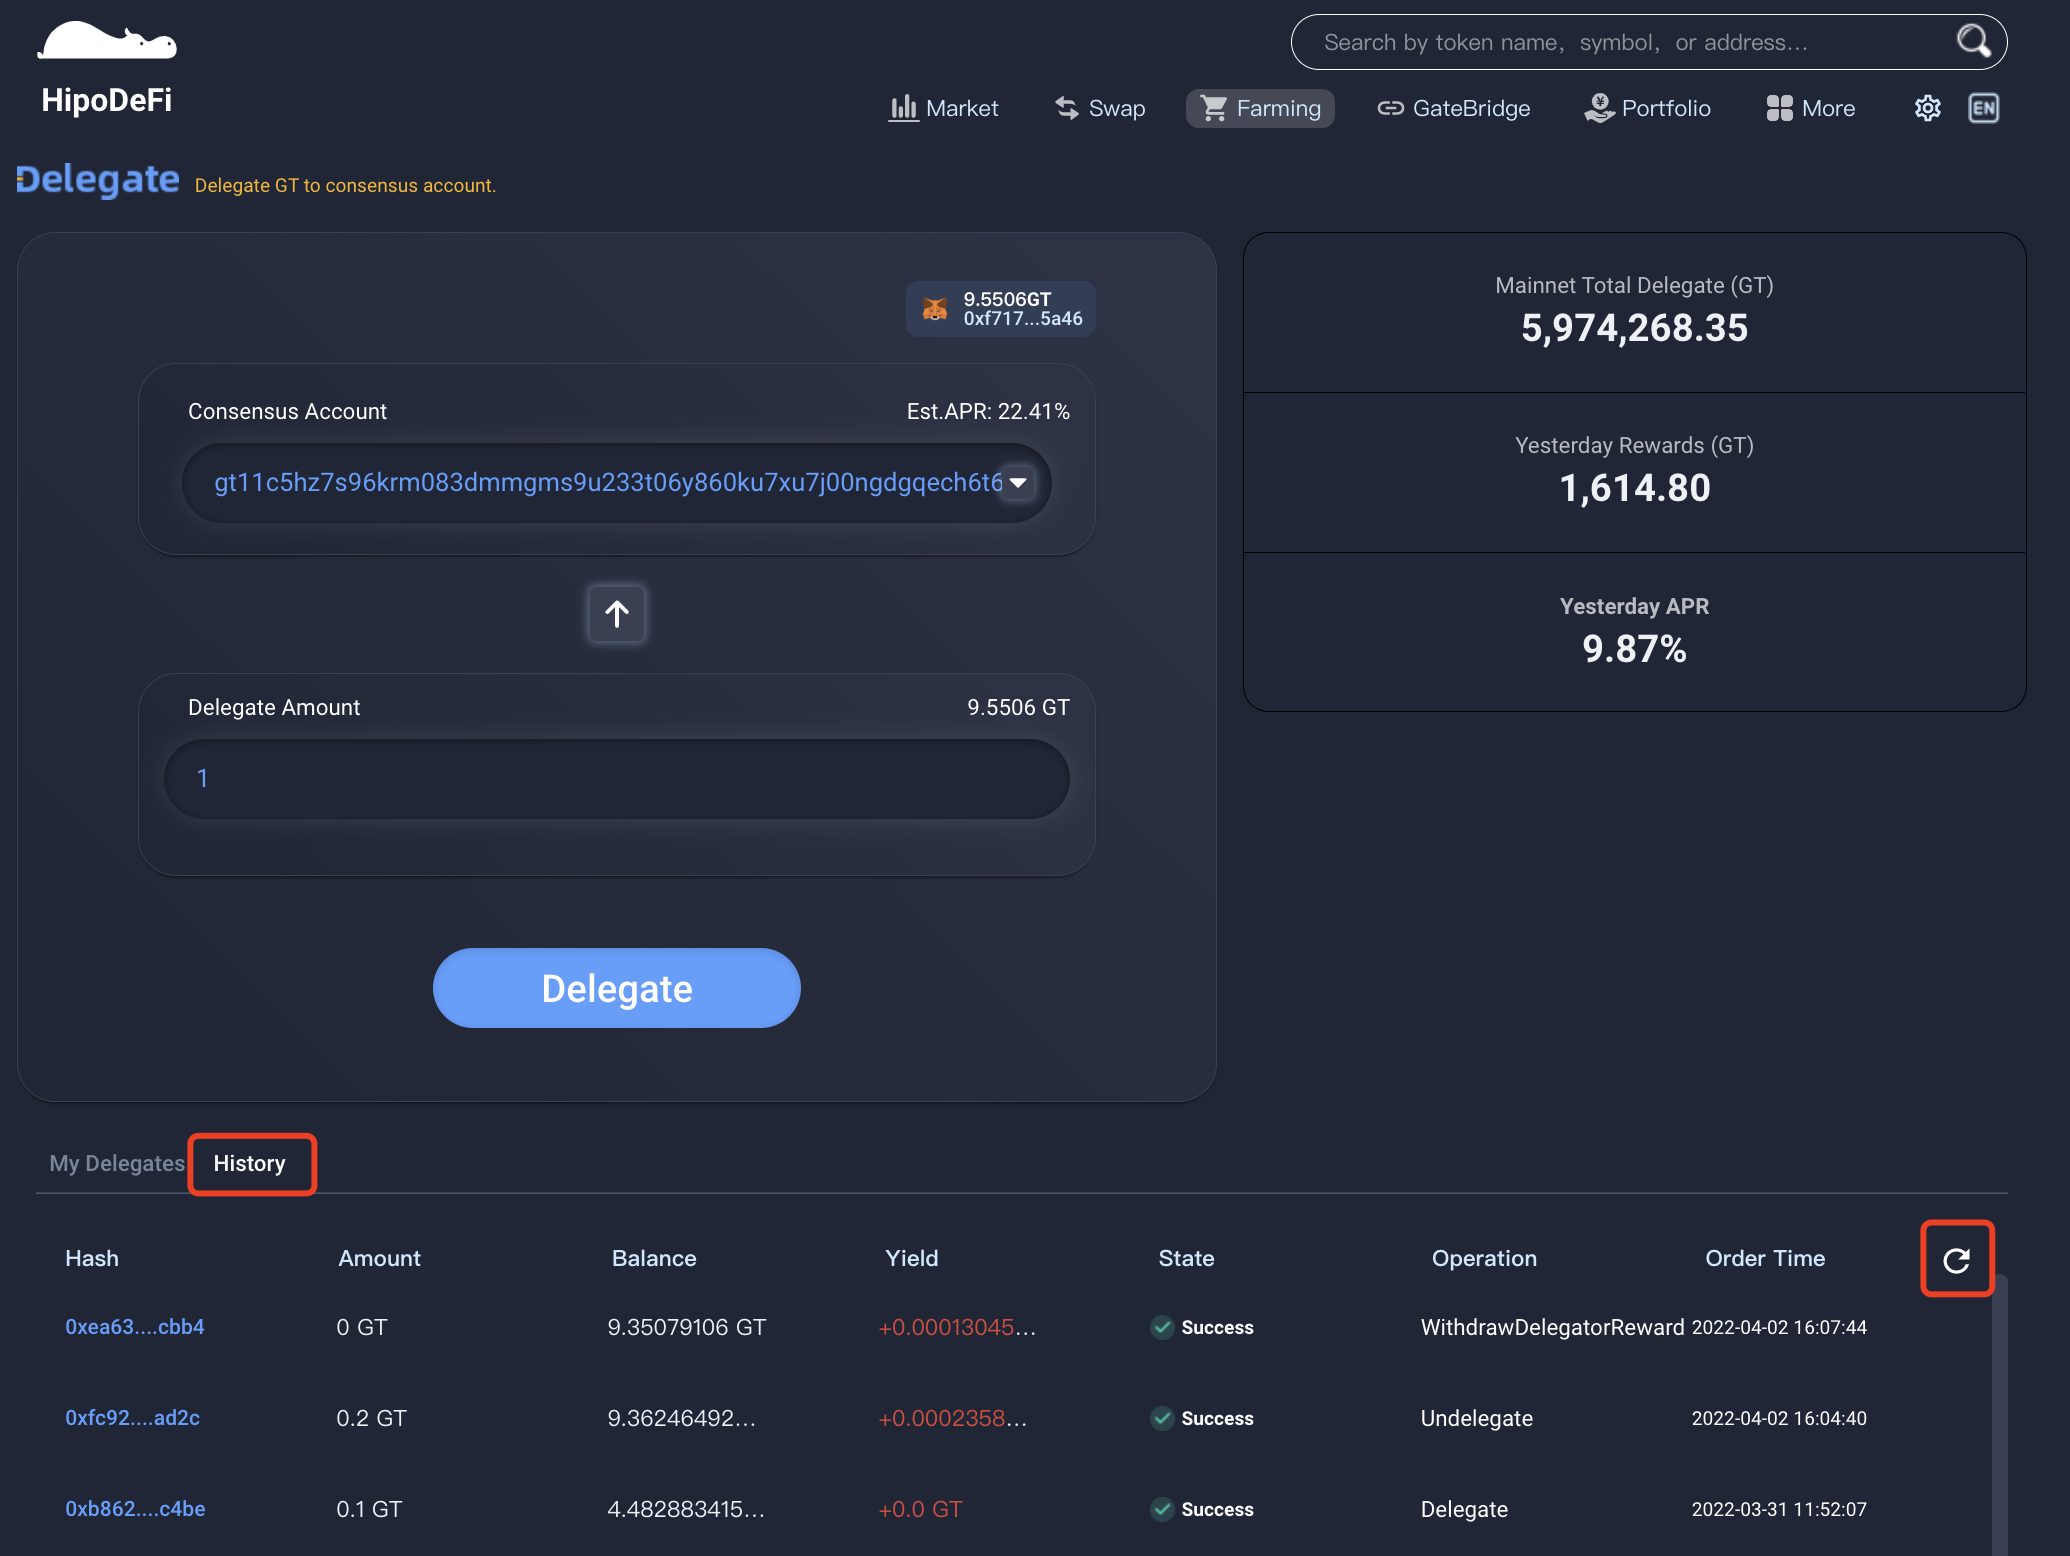 HipoDeFi
Search by token name, symbol, or address...
Market
Swap
Farming
GateBridge
Portfolio
More
EN
Delegate
Delegate GT to consensus account.
9.5506GT
0xf717...5a46
Consensus Account
Est.APR: 22.41%
gt11c5hz7s96krm083dmmgms9u233t06y860ku7xu7j00ngdgqech6t6
Delegate Amount
9.5506 GT
1
Delegate
Mainnet Total Delegate (GT)
5,974,268.35
Yesterday Rewards (GT)
1,614.80
Yesterday APR
9.87%
My Delegates
History
Hash Amount Balance Yield State Operation Order Time
0xea63....cbb4 0 GT 9.35079106 GT +0.00013045... Success WithdrawDelegatorReward 2022-04-02 16:07:44
0xfc92....ad2c 0.2 GT 9.36246492... +0.0002358... Success Undelegate 2022-04-02 16:04:40
0xb862....c4be 0.1 GT 4.482883415... +0.0 GT Success Delegate 2022-03-31 11:52:07